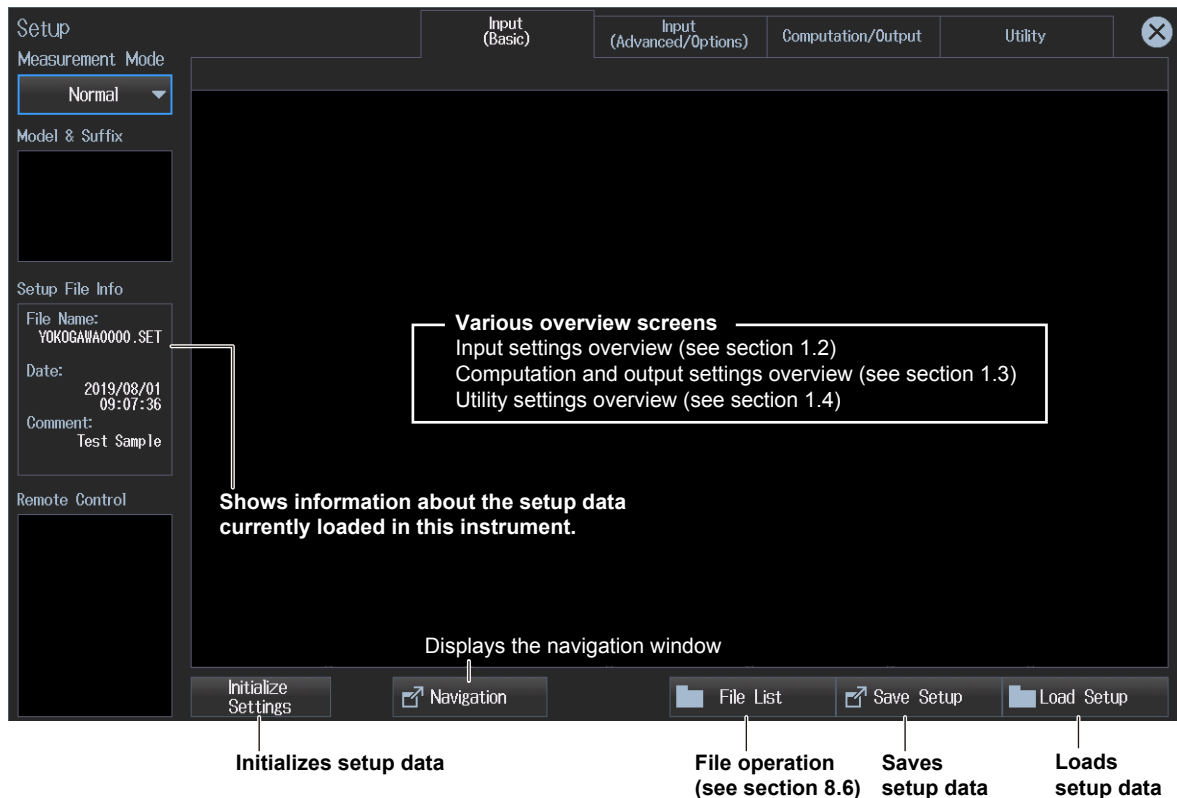 Setup
Input
(Basic)
Input
(Advanced/Options)
Computation/Output
Utility
Measurement Mode
Normal
Model & Suffix
Setup File Info
File Name:
YOKOGAWA0000.SET
Date:
2019/08/01
09:07:36
Comment:
Test Sample
Remote Control
Various overview screens
Input settings overview (see section 1.2)
Computation and output settings overview (see section 1.3)
Utility settings overview (see section 1.4)
Shows information about the setup data
currently loaded in this instrument.
Displays the navigation window
Initialize
Settings
Navigation
File List
Save Setup
Load Setup
Initializes setup data
File operation
(see section 8.6)
Saves
setup data
Loads
setup data